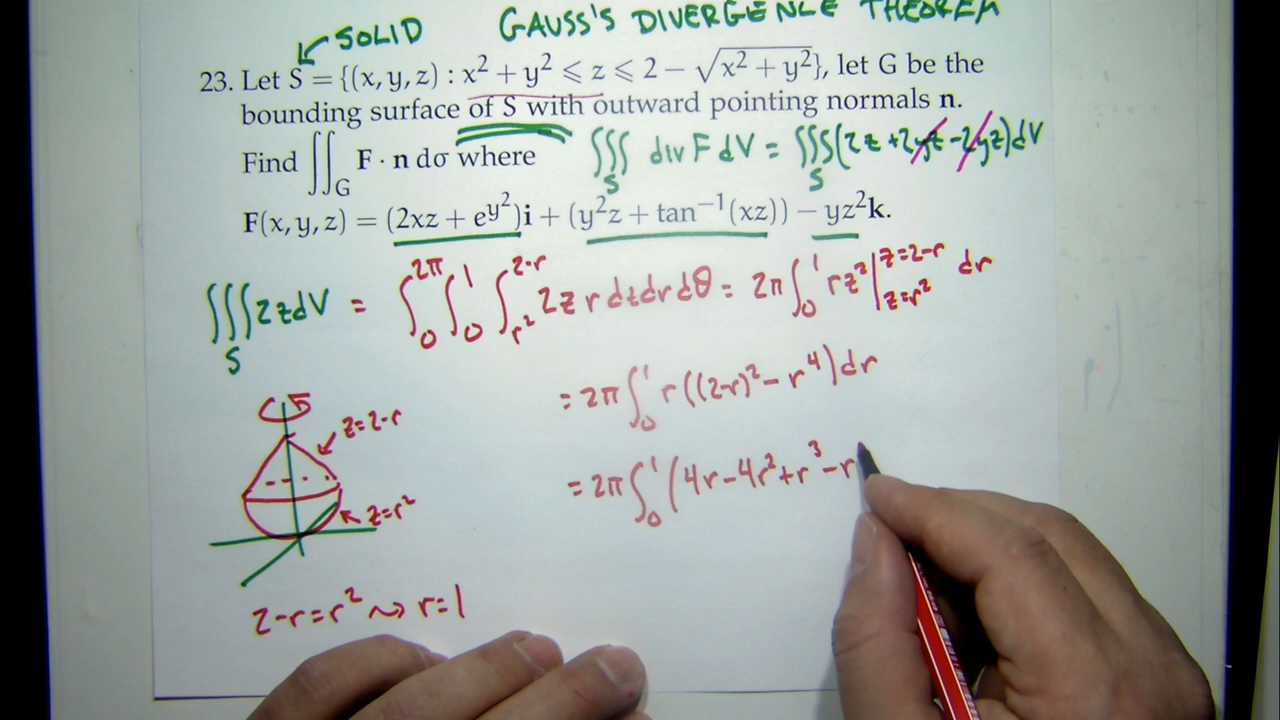 SOLID GAUSS'S DIVERGENCE THEOREM
23. Let S = {(x, y, z) : x² + y² ⩽ z ⩽ 2 − √(x² + y²)}, let G be the
bounding surface of S with outward pointing normals n.
Find ∬_G F · n dσ where
∭_S div F dV = ∭_S (2z + 2yz − 2yz) dV
F(x, y, z) = (2xz + e^(y²))i + (y²z + tan⁻¹(xz)) − yz²k.
∭_S 2z dV = ∫_0^2π ∫_0^1 ∫_r²^2-r 2z r dz dr dθ = 2π ∫_0^1 rz² |_z=r²^z=2-r dr
= 2π ∫_0^1 r((2-r)² − r⁴) dr
= 2π ∫_0^1 (4r − 4r² + r³ − r
z=2-r
z=r²
2-r=r² ⤳ r=1